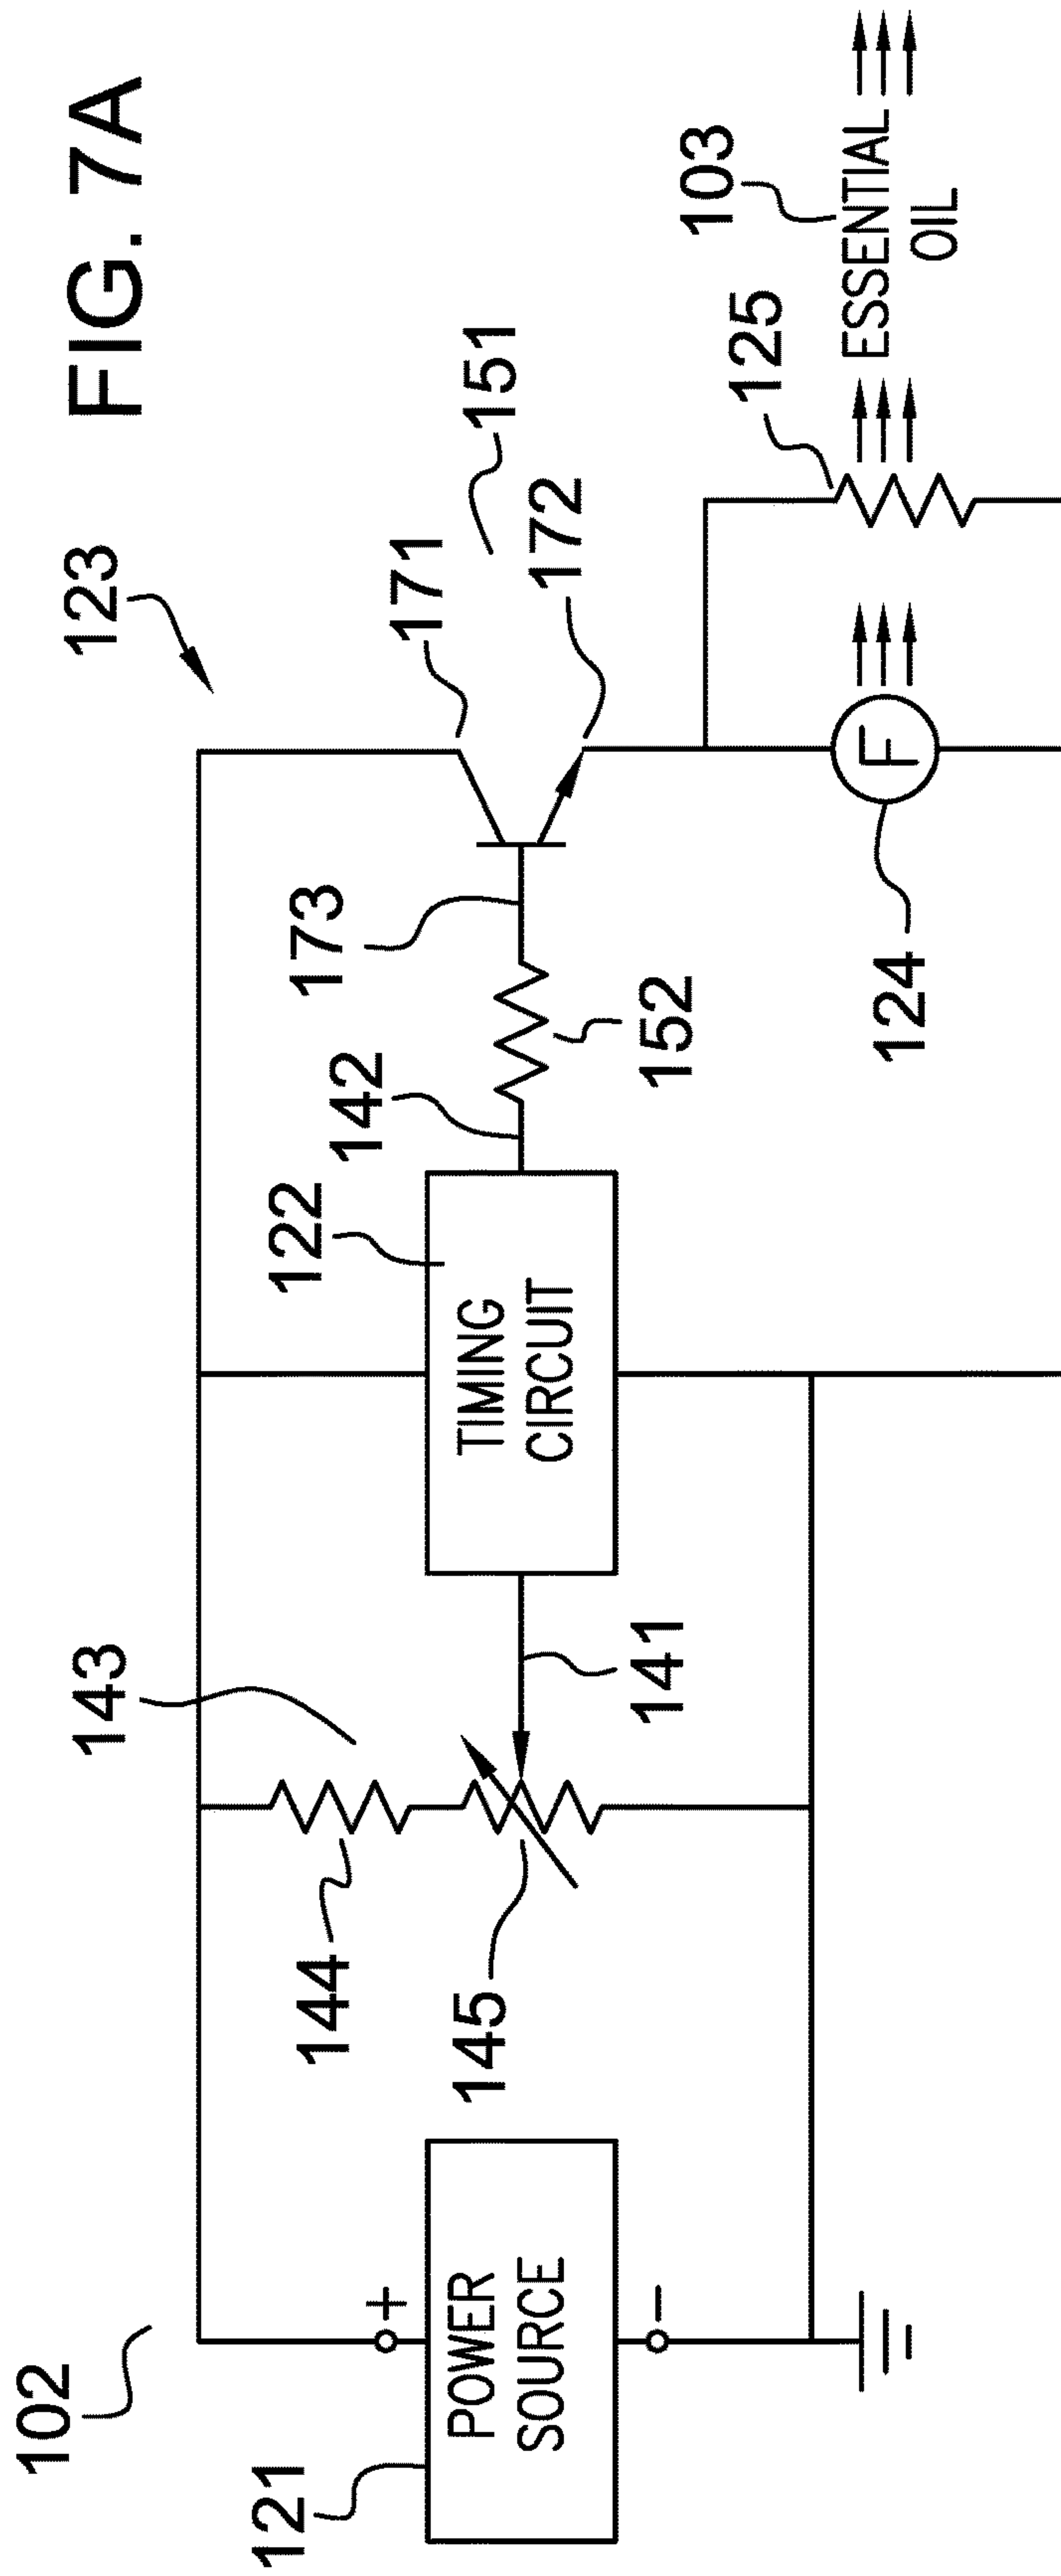 FIG. 7A
102
123
143
121
POWER
SOURCE
+
-
144
145
141
122
TIMING
CIRCUIT
142
152
173
171
151
172
124
F
125
103
ESSENTIAL
OIL